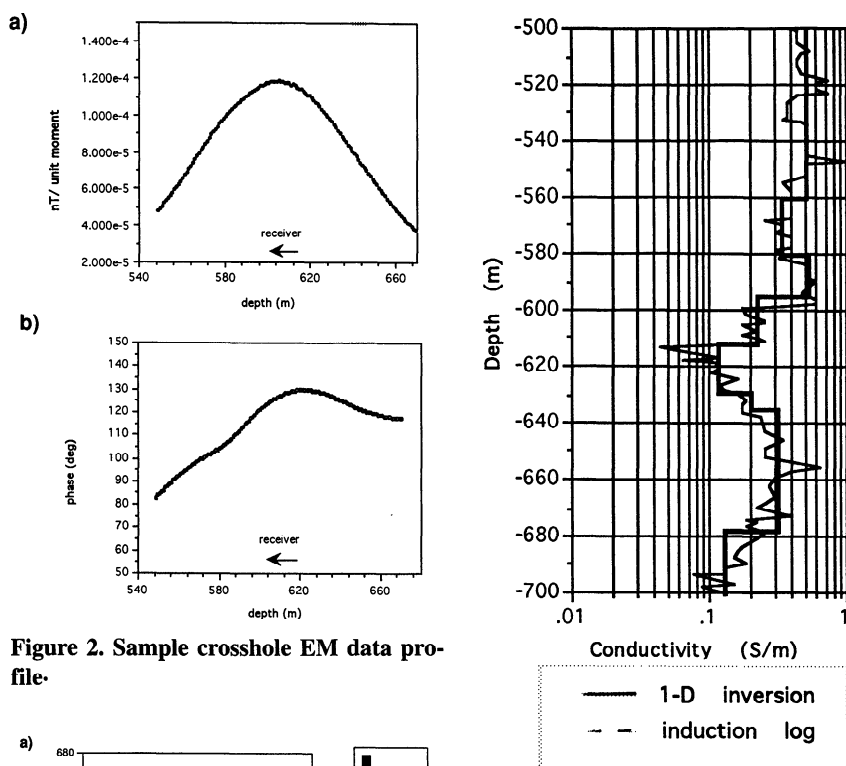 a)
1.400e-4
1.200e-4
1.000e-4
8.000e-5
6.000e-5
4.000e-5
2.000e-5
nT/ unit moment
receiver
540
580
620
660
depth (m)
b)
150
140
130
120
110
100
90
80
70
60
50
phase (deg)
receiver
540
580
620
660
depth (m)
Figure 2. Sample crosshole EM data pro-
file.
a)
680
-500
-520
-540
-560
-580
-600
-620
-640
-660
-680
-700
Depth (m)
.01
.1
1
Conductivity (S/m)
1-D inversion
induction log